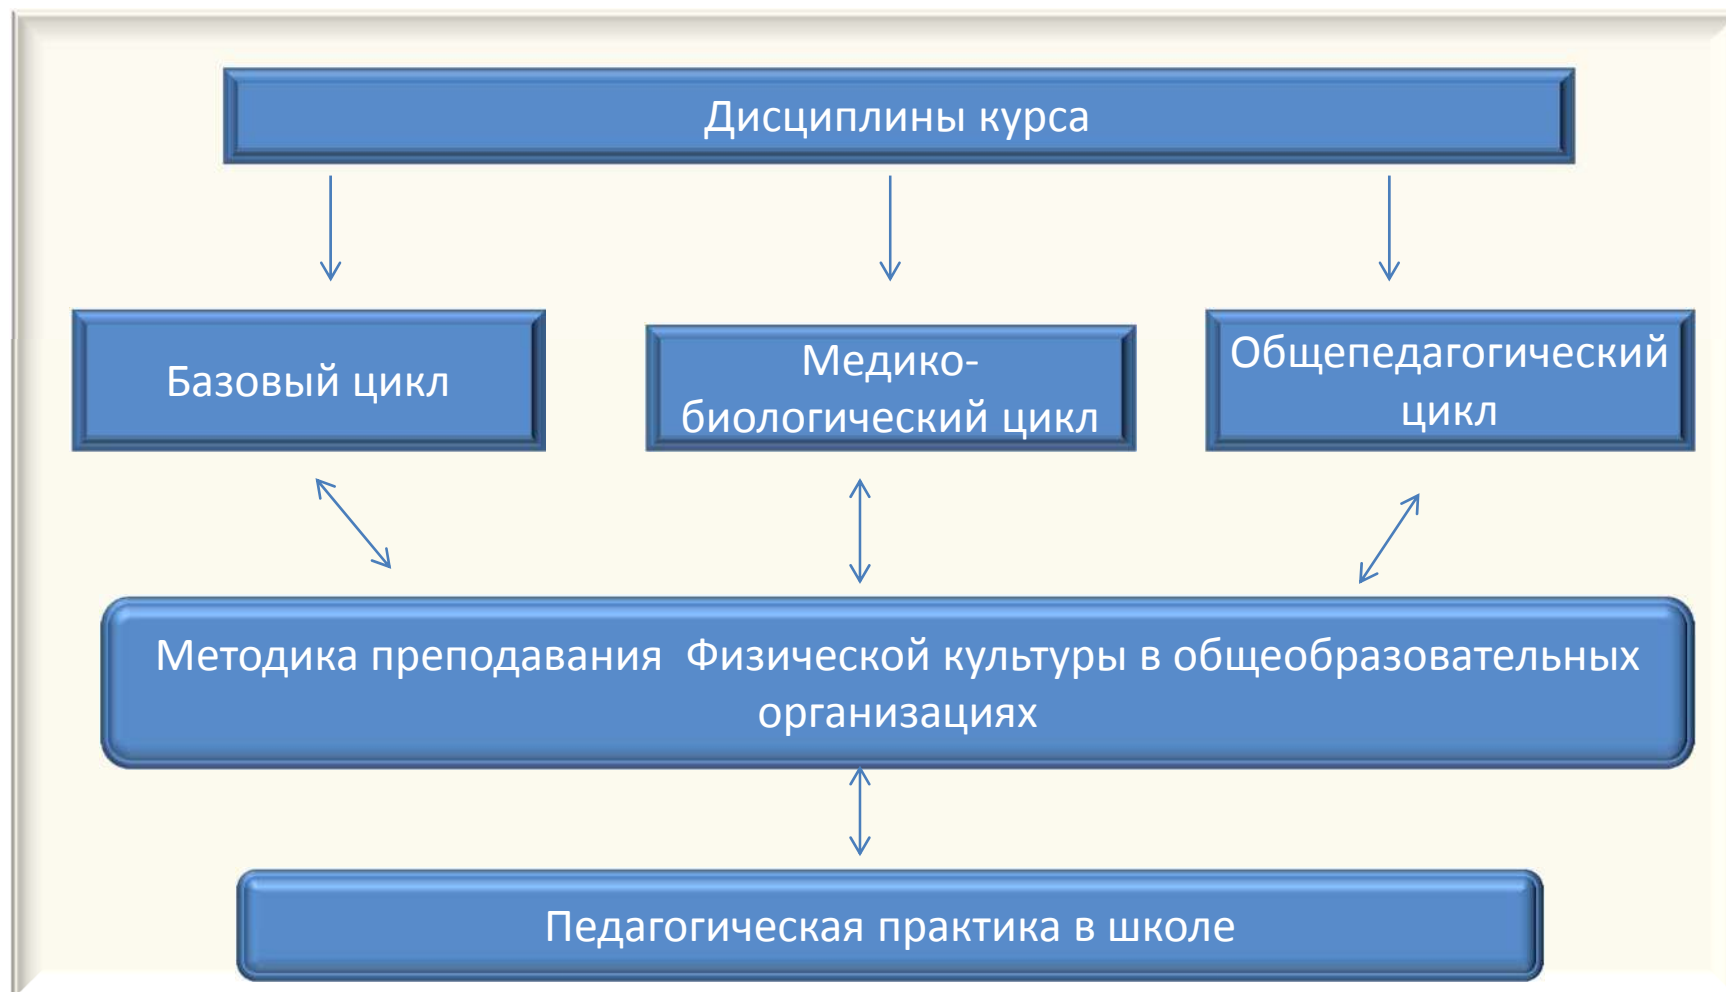 Дисциплины курса
Базовый цикл
Медико-
биологический цикл
Общепедагогический
цикл
Методика преподавания  Физической культуры в общеобразовательных
организациях
Педагогическая практика в школе